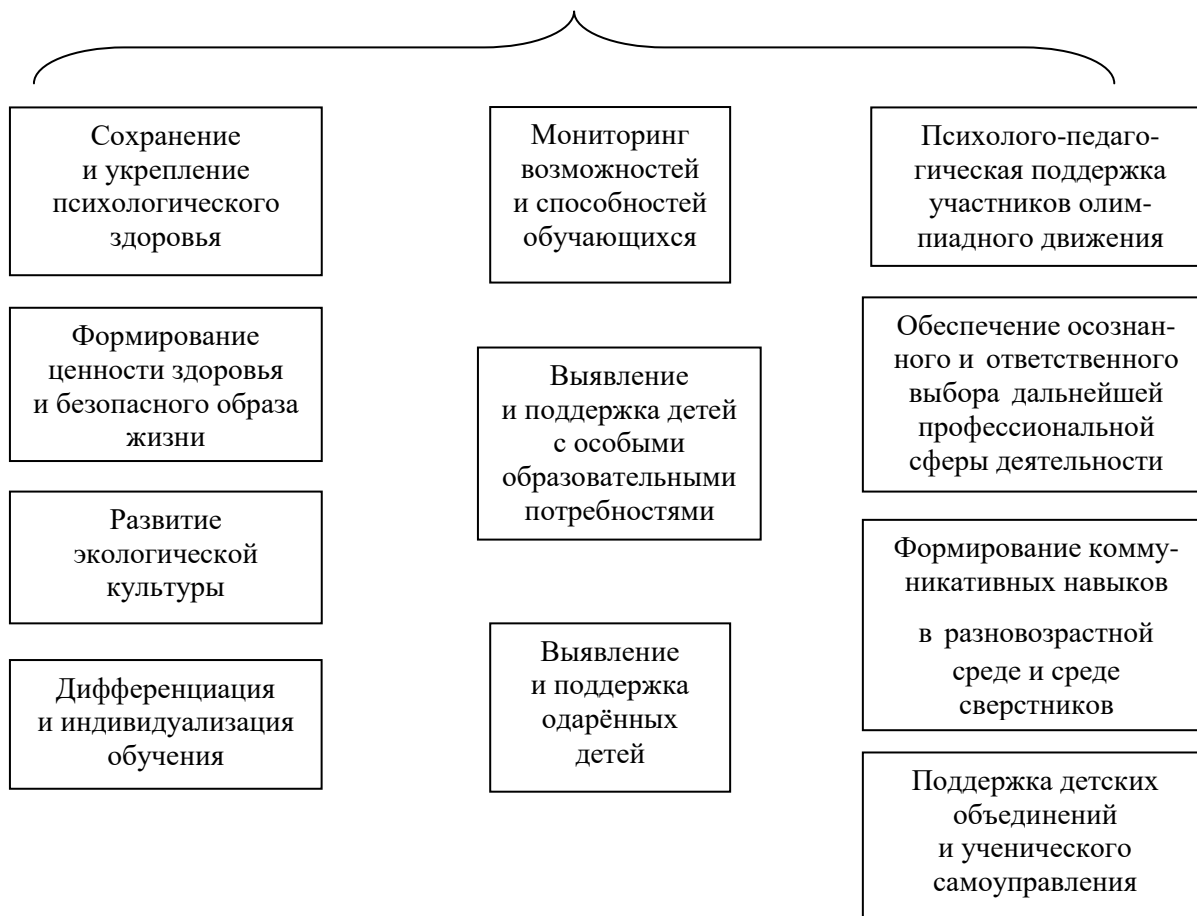 Сохранение
и укрепление
психологического
здоровья
Формирование
ценности здоровья
и безопасного образа
жизни
Развитие
экологической
культуры
Дифференциация
и индивидуализация
обучения
Мониторинг
возможностей
и способностей
обучающихся
Выявление
и поддержка детей
с особыми
образовательными
потребностями
Выявление
и поддержка
одарённых
детей
Психолого-педаго-
гическая поддержка
участников олим-
пиадного движения
Обеспечение осознан-
ного и ответственного
выбора дальнейшей
профессиональной
сферы деятельности
Формирование комму-
никативных навыков
в разновозрастной
среде и среде
сверстников
Поддержка детских
объединений
и ученического
самоуправления